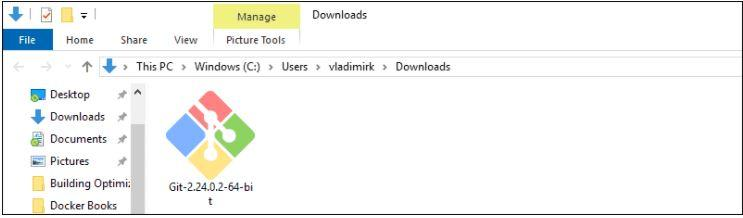 Manage Downloads
File Home Share View Picture Tools
This PC > Windows (C:) > Users > vladimirk > Downloads
Desktop
Downloads
Documents
Pictures
Building Optimiz
Docker Books
Git-2.24.0.2-64-bi
t